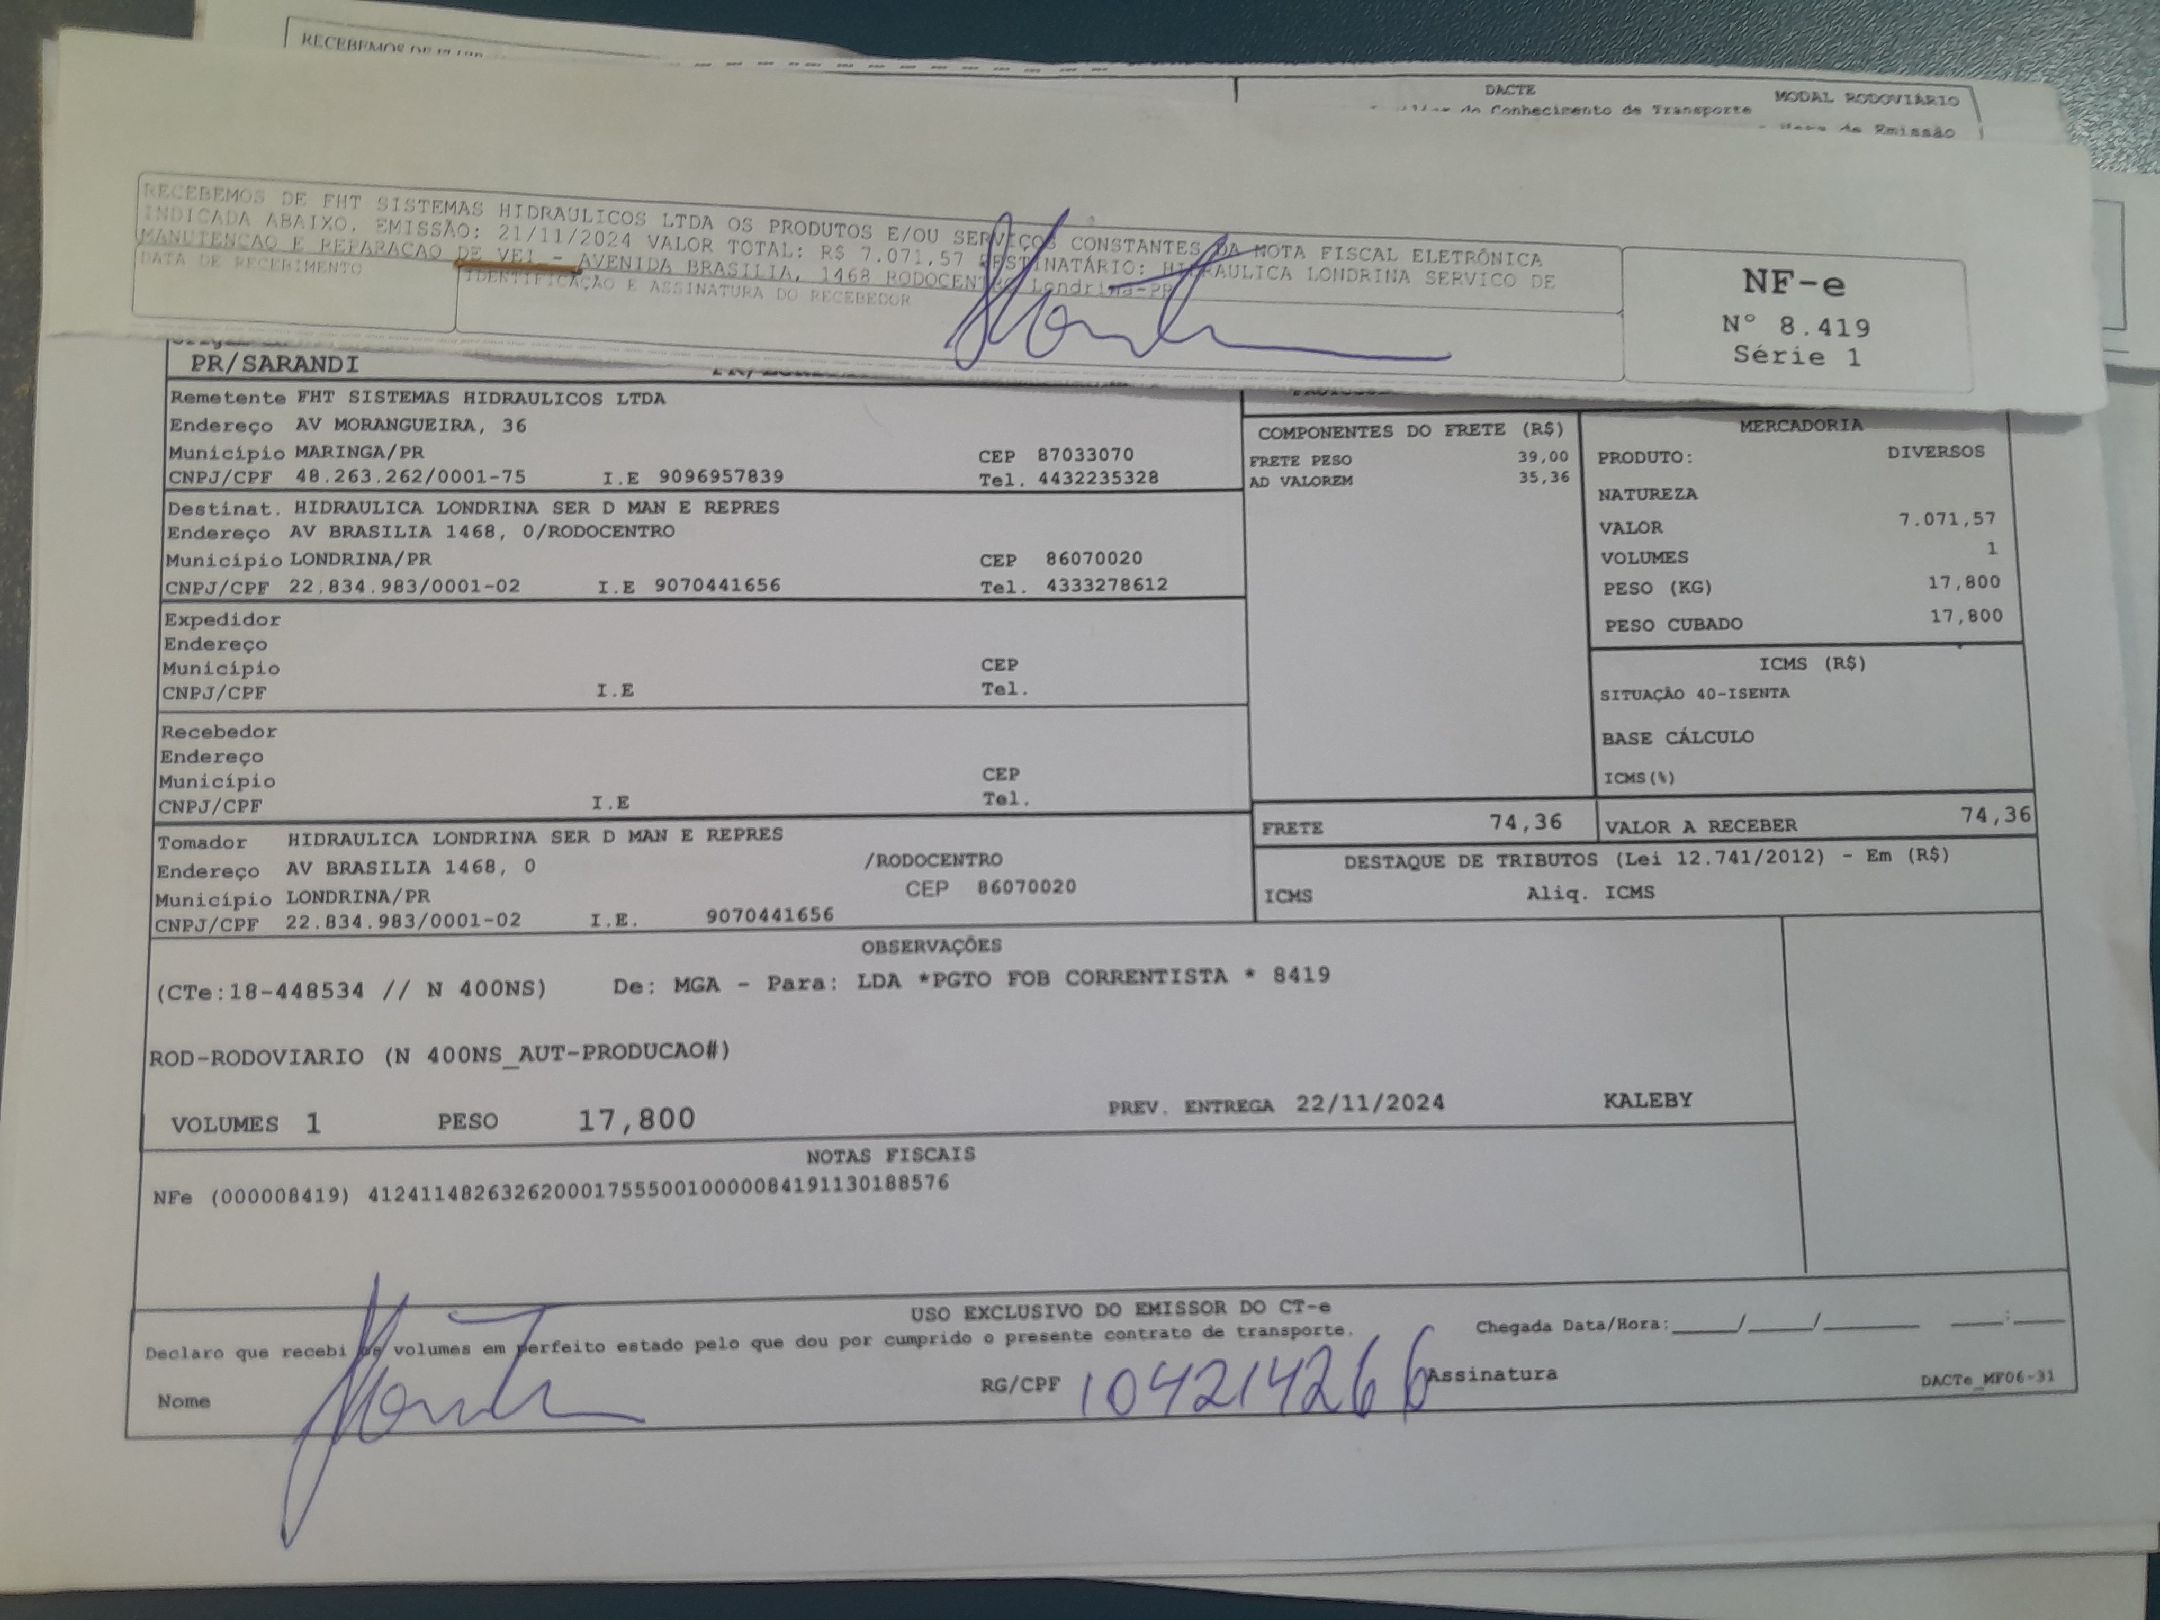 RECEBEMOS DE
DACTE
MODAL RODOVIÁRIO
do Conhecimento de Transporte
de Emissão
RECEBEMOS DE FHT SISTEMAS HIDRAULICOS LTDA OS PRODUTOS E/OU SERVIÇOS CONSTANTES DA NOTA FISCAL ELETRÔNICA
INDICADA ABAIXO. EMISSÃO: 21/11/2024 VALOR TOTAL: R$ 7.071,57 DESTINATÁRIO: HIDRAULICA LONDRINA SERVICO DE
MANUTENCAO E REPARACAO DE VEI - AVENIDA BRASILIA, 1468 RODOCENTRO Londrina-PR
DATA DE RECEBIMENTO
IDENTIFICAÇÃO E ASSINATURA DO RECEBEDOR
NF-e
Nº 8.419
Série 1
PR/SARANDI
Remetente FHT SISTEMAS HIDRAULICOS LTDA
Endereço AV MORANGUEIRA, 36
Município MARINGA/PR CEP 87033070
CNPJ/CPF 48.263.262/0001-75 I.E 9096957839 Tel. 4432235328
Destinat. HIDRAULICA LONDRINA SER D MAN E REPRES
Endereço AV BRASILIA 1468, 0/RODOCENTRO
Município LONDRINA/PR CEP 86070020
CNPJ/CPF 22.834.983/0001-02 I.E 9070441656 Tel. 4333278612
Expedidor
Endereço
Município CEP
CNPJ/CPF I.E Tel.
Recebedor
Endereço
Município CEP
CNPJ/CPF I.E Tel.
Tomador HIDRAULICA LONDRINA SER D MAN E REPRES
Endereço AV BRASILIA 1468, 0 /RODOCENTRO
Município LONDRINA/PR CEP 86070020
CNPJ/CPF 22.834.983/0001-02 I.E. 9070441656
COMPONENTES DO FRETE (R$)
FRETE PESO 39,00
AD VALOREM 35,36
FRETE 74,36
MERCADORIA
PRODUTO: DIVERSOS
NATUREZA
VALOR 7.071,57
VOLUMES 1
PESO (KG) 17,800
PESO CUBADO 17,800
ICMS (R$)
SITUAÇÃO 40-ISENTA
BASE CÁLCULO
ICMS(%)
VALOR A RECEBER 74,36
DESTAQUE DE TRIBUTOS (Lei 12.741/2012) - Em (R$)
ICMS Aliq. ICMS
OBSERVAÇÕES
(CTe:18-448534 // N 400NS) De: MGA - Para: LDA *PGTO FOB CORRENTISTA * 8419
ROD-RODOVIARIO (N 400NS_AUT-PRODUCAO#)
VOLUMES 1 PESO 17,800 PREV. ENTREGA 22/11/2024 KALEBY
NOTAS FISCAIS
NFe (000008419) 41241148263262000175550010000084191130188576
USO EXCLUSIVO DO EMISSOR DO CT-e
Declaro que recebi os volumes em perfeito estado pelo que dou por cumprido o presente contrato de transporte. Chegada Data/Hora:____/____/______ ____:____
Nome RG/CPF 104214266 Assinatura DACTe_MF06-31